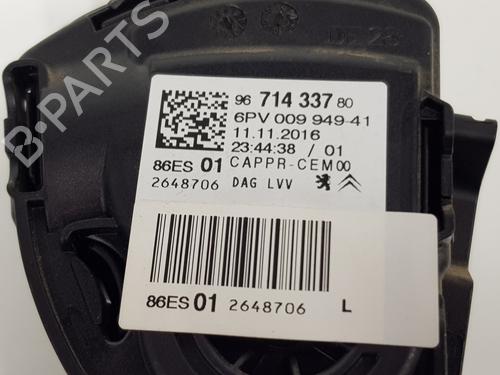 B-PARTS
96 714 337 80
6PV 009 949-41
11.11.2016
23:44:38 / 01
86ES 01 CAPPR-CEM00
2648706 DAG LVV
86ES 01 2648706 L